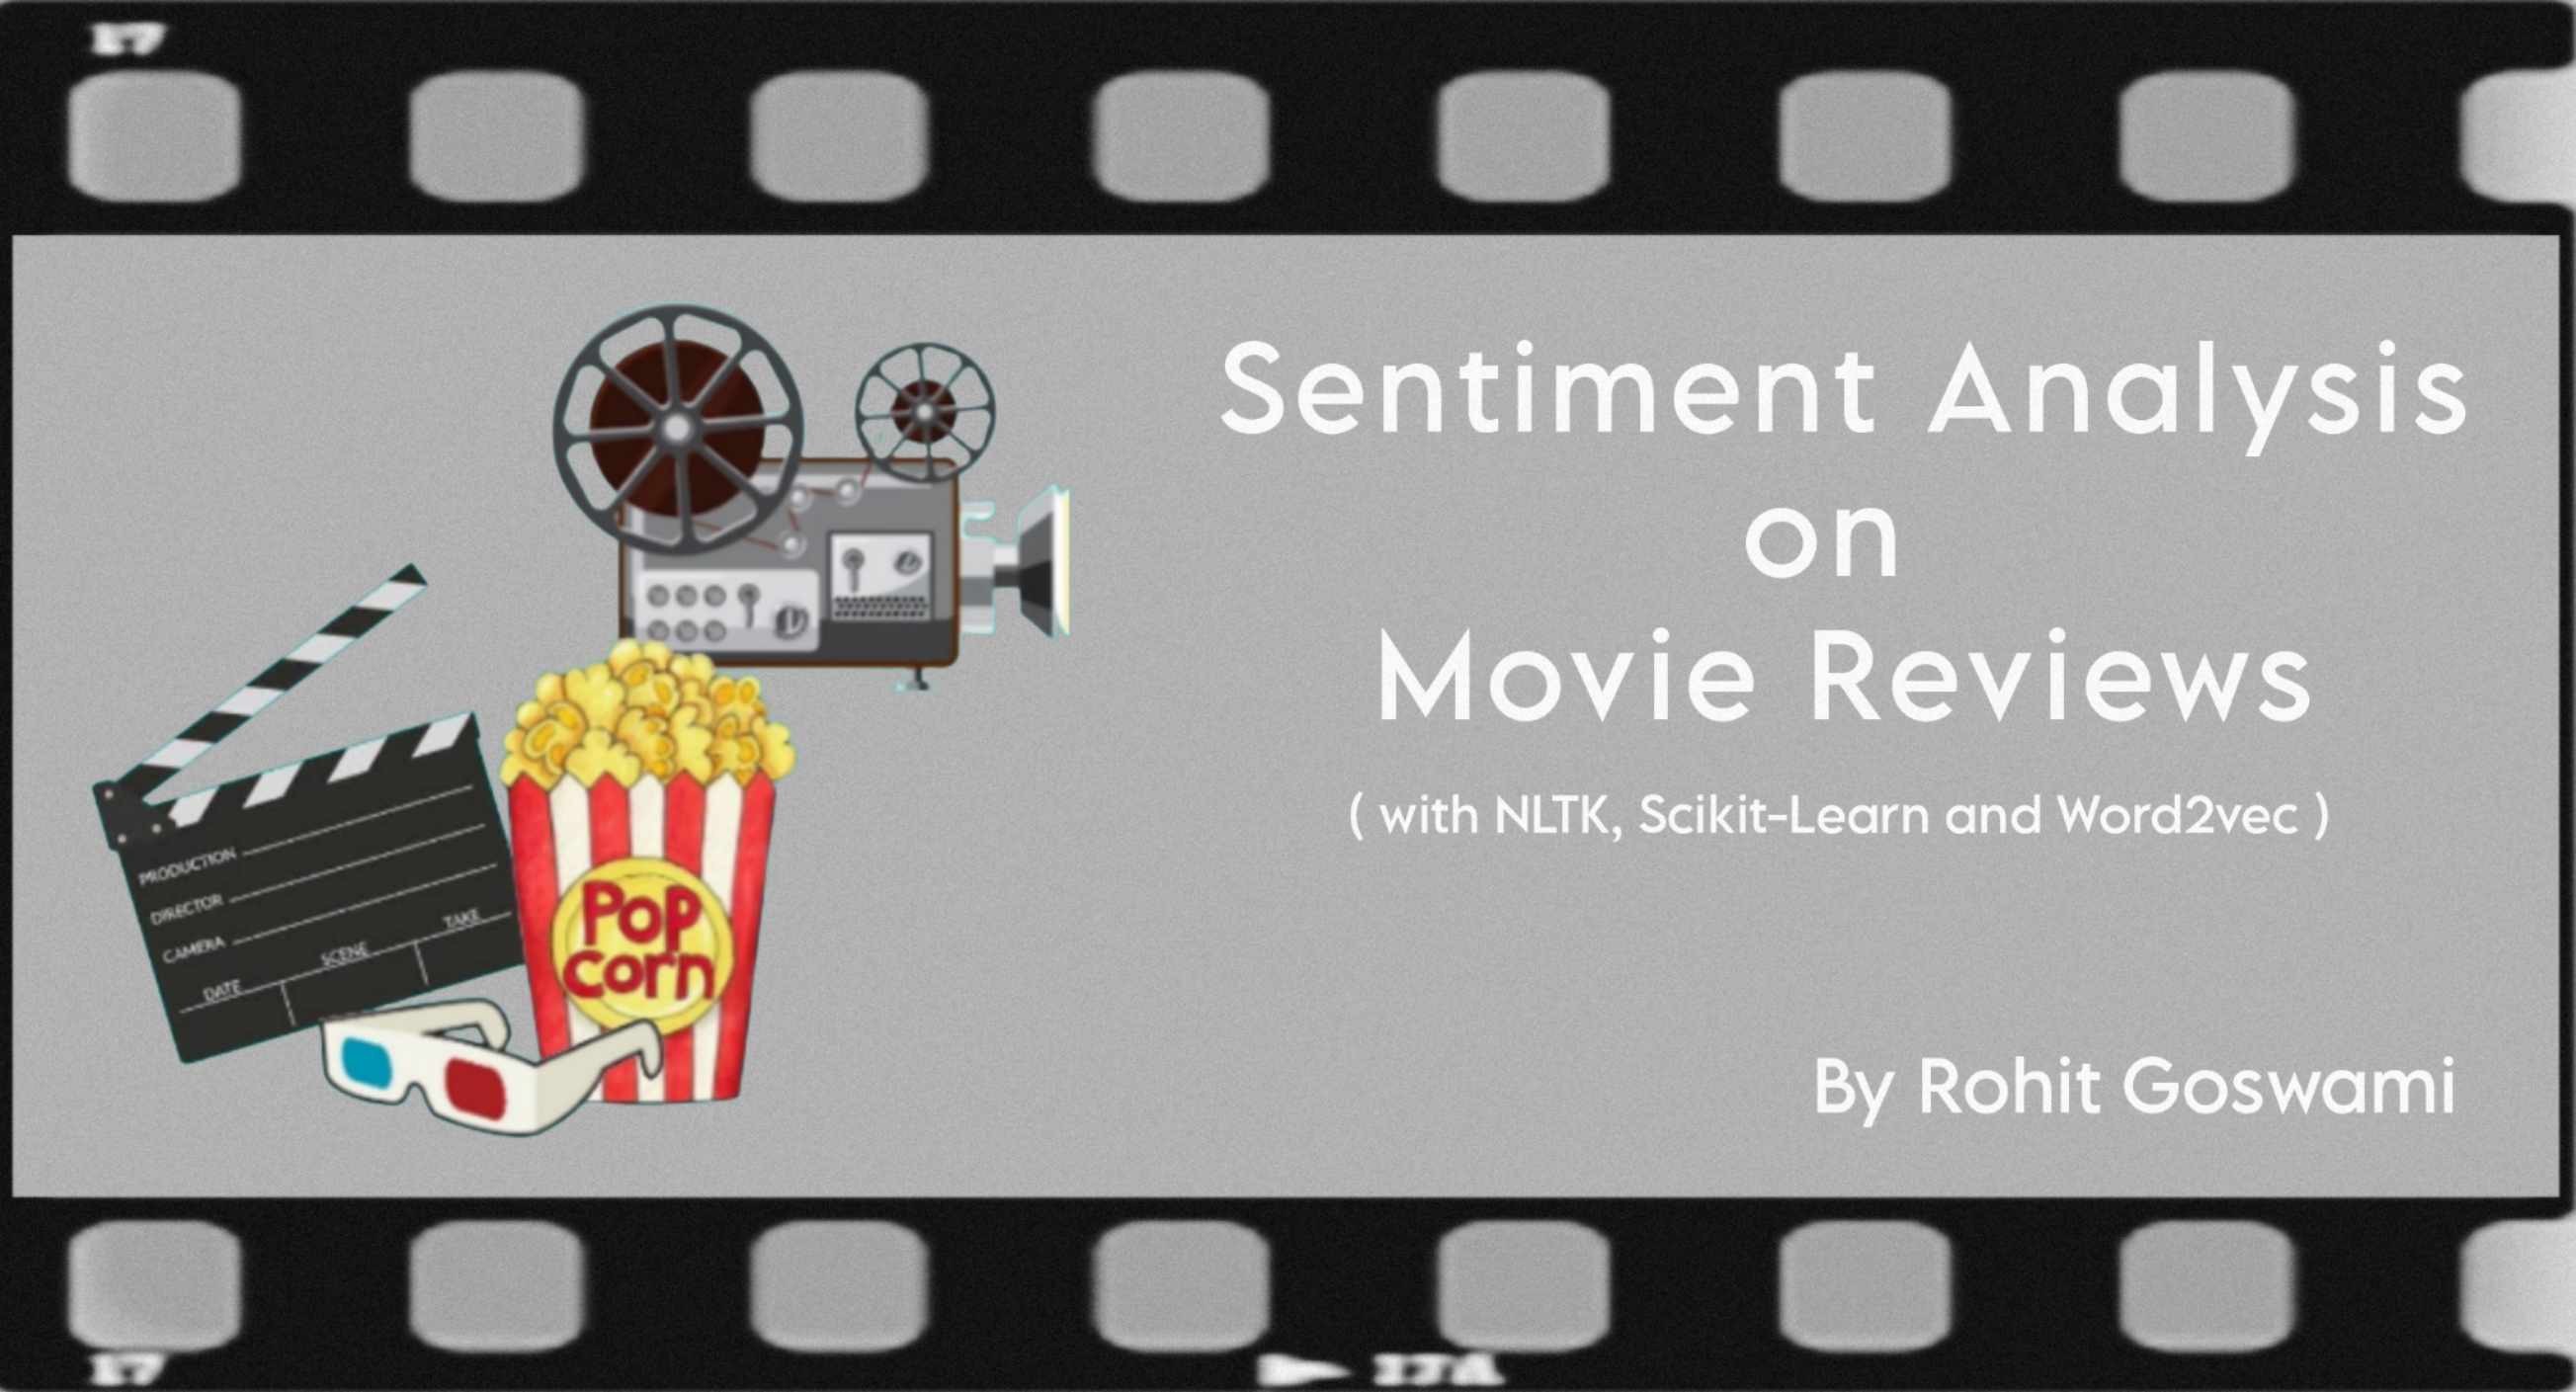 17
Sentiment Analysis
on
Movie Reviews
( with NLTK, Scikit-Learn and Word2vec )
PRODUCTION
DIRECTOR
CAMERA
DATE SCENE TAKE
Pop
corn
By Rohit Goswami
17
17A